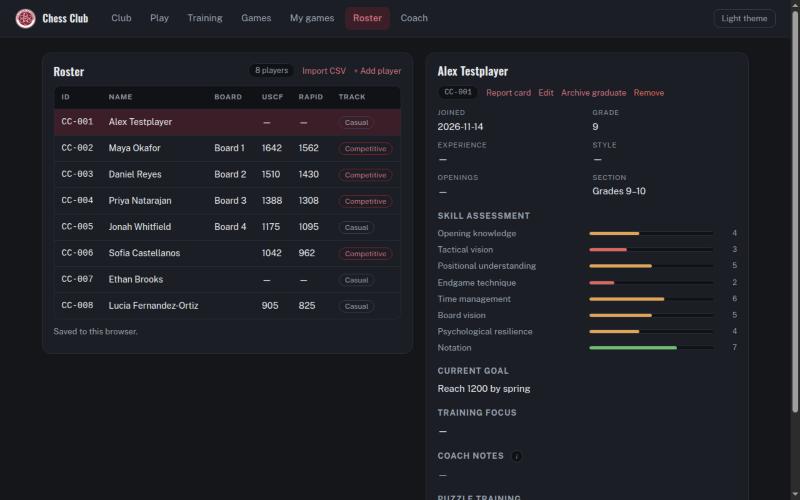 Chess Club Club Play Training Games My games Roster Coach Light theme
Roster 8 players Import CSV + Add player
ID NAME BOARD USCF RAPID TRACK
CC-001 Alex Testplayer — — Casual
CC-002 Maya Okafor Board 1 1642 1562 Competitive
CC-003 Daniel Reyes Board 2 1510 1430 Competitive
CC-004 Priya Natarajan Board 3 1388 1308 Competitive
CC-005 Jonah Whitfield Board 4 1175 1095 Casual
CC-006 Sofia Castellanos 1042 962 Competitive
CC-007 Ethan Brooks — — Casual
CC-008 Lucia Fernandez-Ortiz 905 825 Casual
Saved to this browser.
Alex Testplayer
CC-001 Report card Edit Archive graduate Remove
JOINED GRADE
2026-11-14 9
EXPERIENCE STYLE
— —
OPENINGS SECTION
— Grades 9–10
SKILL ASSESSMENT
Opening knowledge 4
Tactical vision 3
Positional understanding 5
Endgame technique 2
Time management 6
Board vision 5
Psychological resilience 4
Notation 7
CURRENT GOAL
Reach 1200 by spring
TRAINING FOCUS
—
COACH NOTES i
—
PUZZLE TRAINING